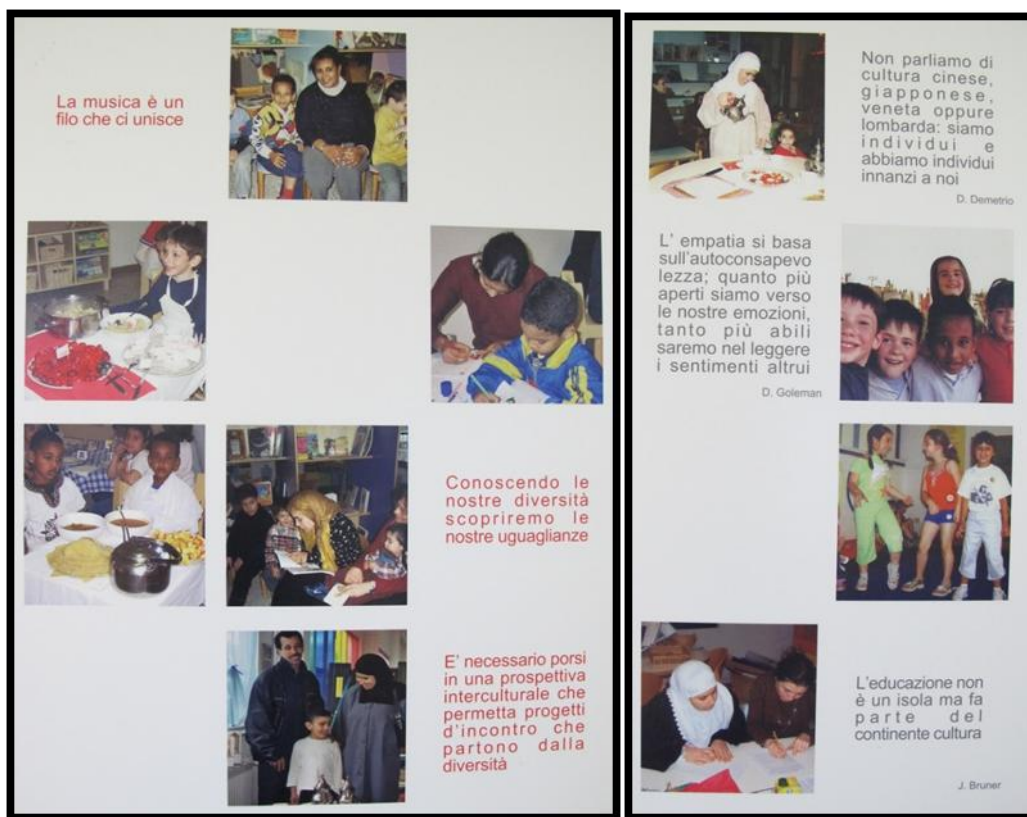 La musica è un
filo che ci unisce
Conoscendo le
nostre diversità
scopriremo le
nostre uguaglianze
E' necessario porsi
in una prospettiva
interculturale che
permetta progetti
d'incontro che
partono dalla
diversità
Non parliamo di
cultura cinese,
giapponese,
veneta oppure
lombarda: siamo
individui e
abbiamo individui
innanzi a noi
D. Demetrio
L' empatia si basa
sull'autoconsapevo
lezza; quanto più
aperti siamo verso
le nostre emozioni,
tanto più abili
saremo nel leggere
i sentimenti altrui
D. Goleman
L'educazione non
è un isola ma fa
parte del
continente cultura
J. Bruner